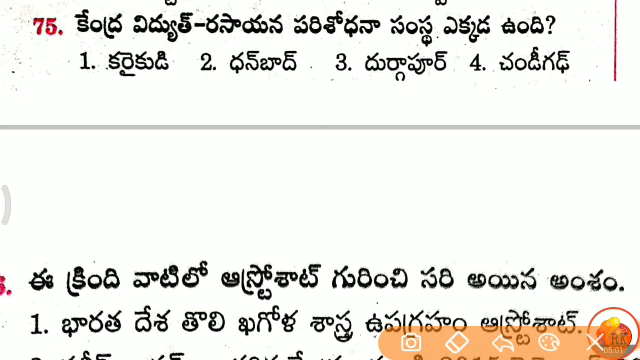 75. కేంద్ర విద్యుత్-రసాయన పరిశోధనా సంస్థ ఎక్కడ ఉంది?
1. కరైకుడి 2. ధన్‌బాద్ 3. దుర్గాపూర్ 4. చండీగఢ్
ఈ క్రింది వాటిలో ఆస్ట్రోశాట్ గురించి సరి అయిన అంశం.
1. భారత దేశ తొలి ఖగోళ శాస్త్ర ఉపగ్రహం ఆస్ట్రోశాట్.